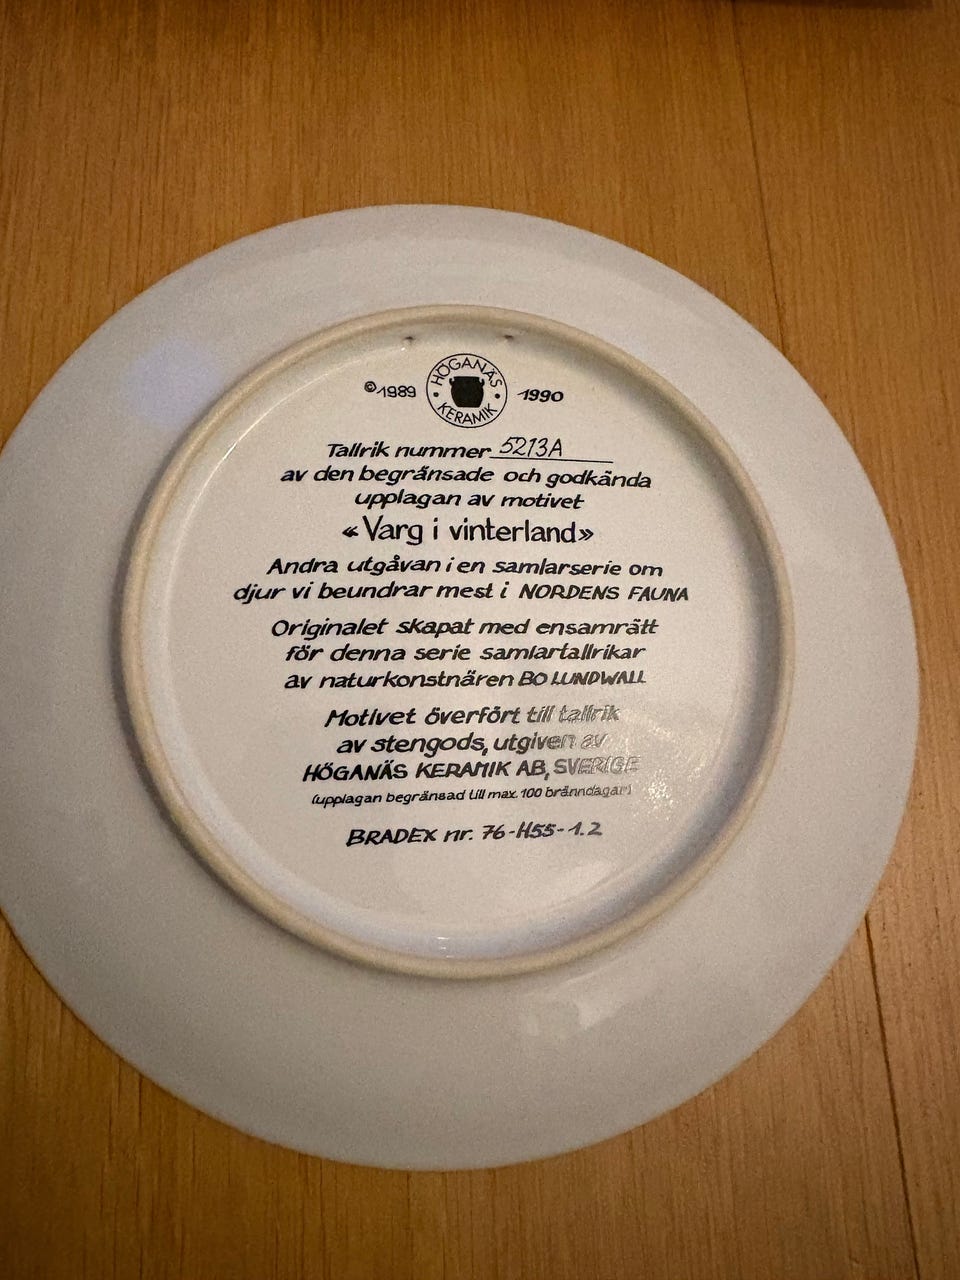 HÖGANÄS
©1989 1990
KERAMIK
Tallrik nummer 5213A
av den begränsade och godkända
upplagan av motivet
«Varg i vinterland»
Andra utgåvan i en samlarserie om
djur vi beundrar mest i NORDENS FAUNA
Originalet skapat med ensamrätt
för denna serie samlartallrikar
av naturkonstnären BO LUNDWALL
Motivet överfört till tallrik
av stengods, utgiven av
HÖGANÄS KERAMIK AB, SVERIGE
(upplagan begränsad till max. 100 bränndagar)
BRADEX nr. 76-H55-1.2